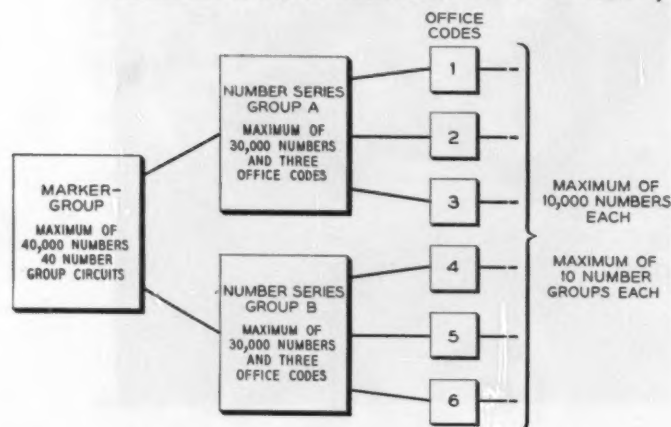 OFFICE
CODES
1
NUMBER SERIES
GROUP A
MAXIMUM OF
30,000 NUMBERS
AND THREE
OFFICE CODES
2
3
MARKER-
GROUP
MAXIMUM OF
40,000 NUMBERS
40 NUMBER
GROUP CIRCUITS
MAXIMUM OF
10,000 NUMBERS
EACH
MAXIMUM OF
10 NUMBER
GROUPS EACH
NUMBER SERIES
GROUP B
MAXIMUM OF
30,000 NUMBERS
AND THREE
OFFICE CODES
4
5
6